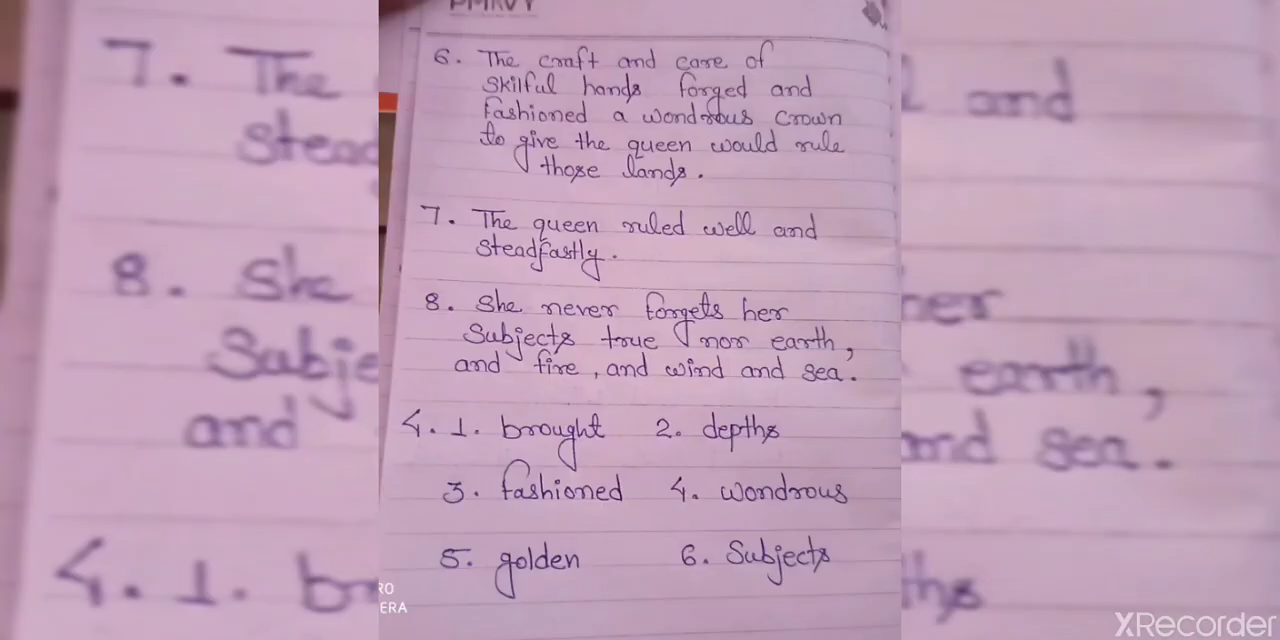 PMKVY
6. The craft and care of
skilful hands forged and
fashioned a wondrous crown
to give the queen would rule
those lands.
7. The queen ruled well and
steadfastly.
8. She never forgets her
Subjects true nor earth,
and fire, and wind and sea.
4. 1. brought 2. depths
3. fashioned 4. wondrous
5. golden 6. Subjects
RO
ERA
XRecorder